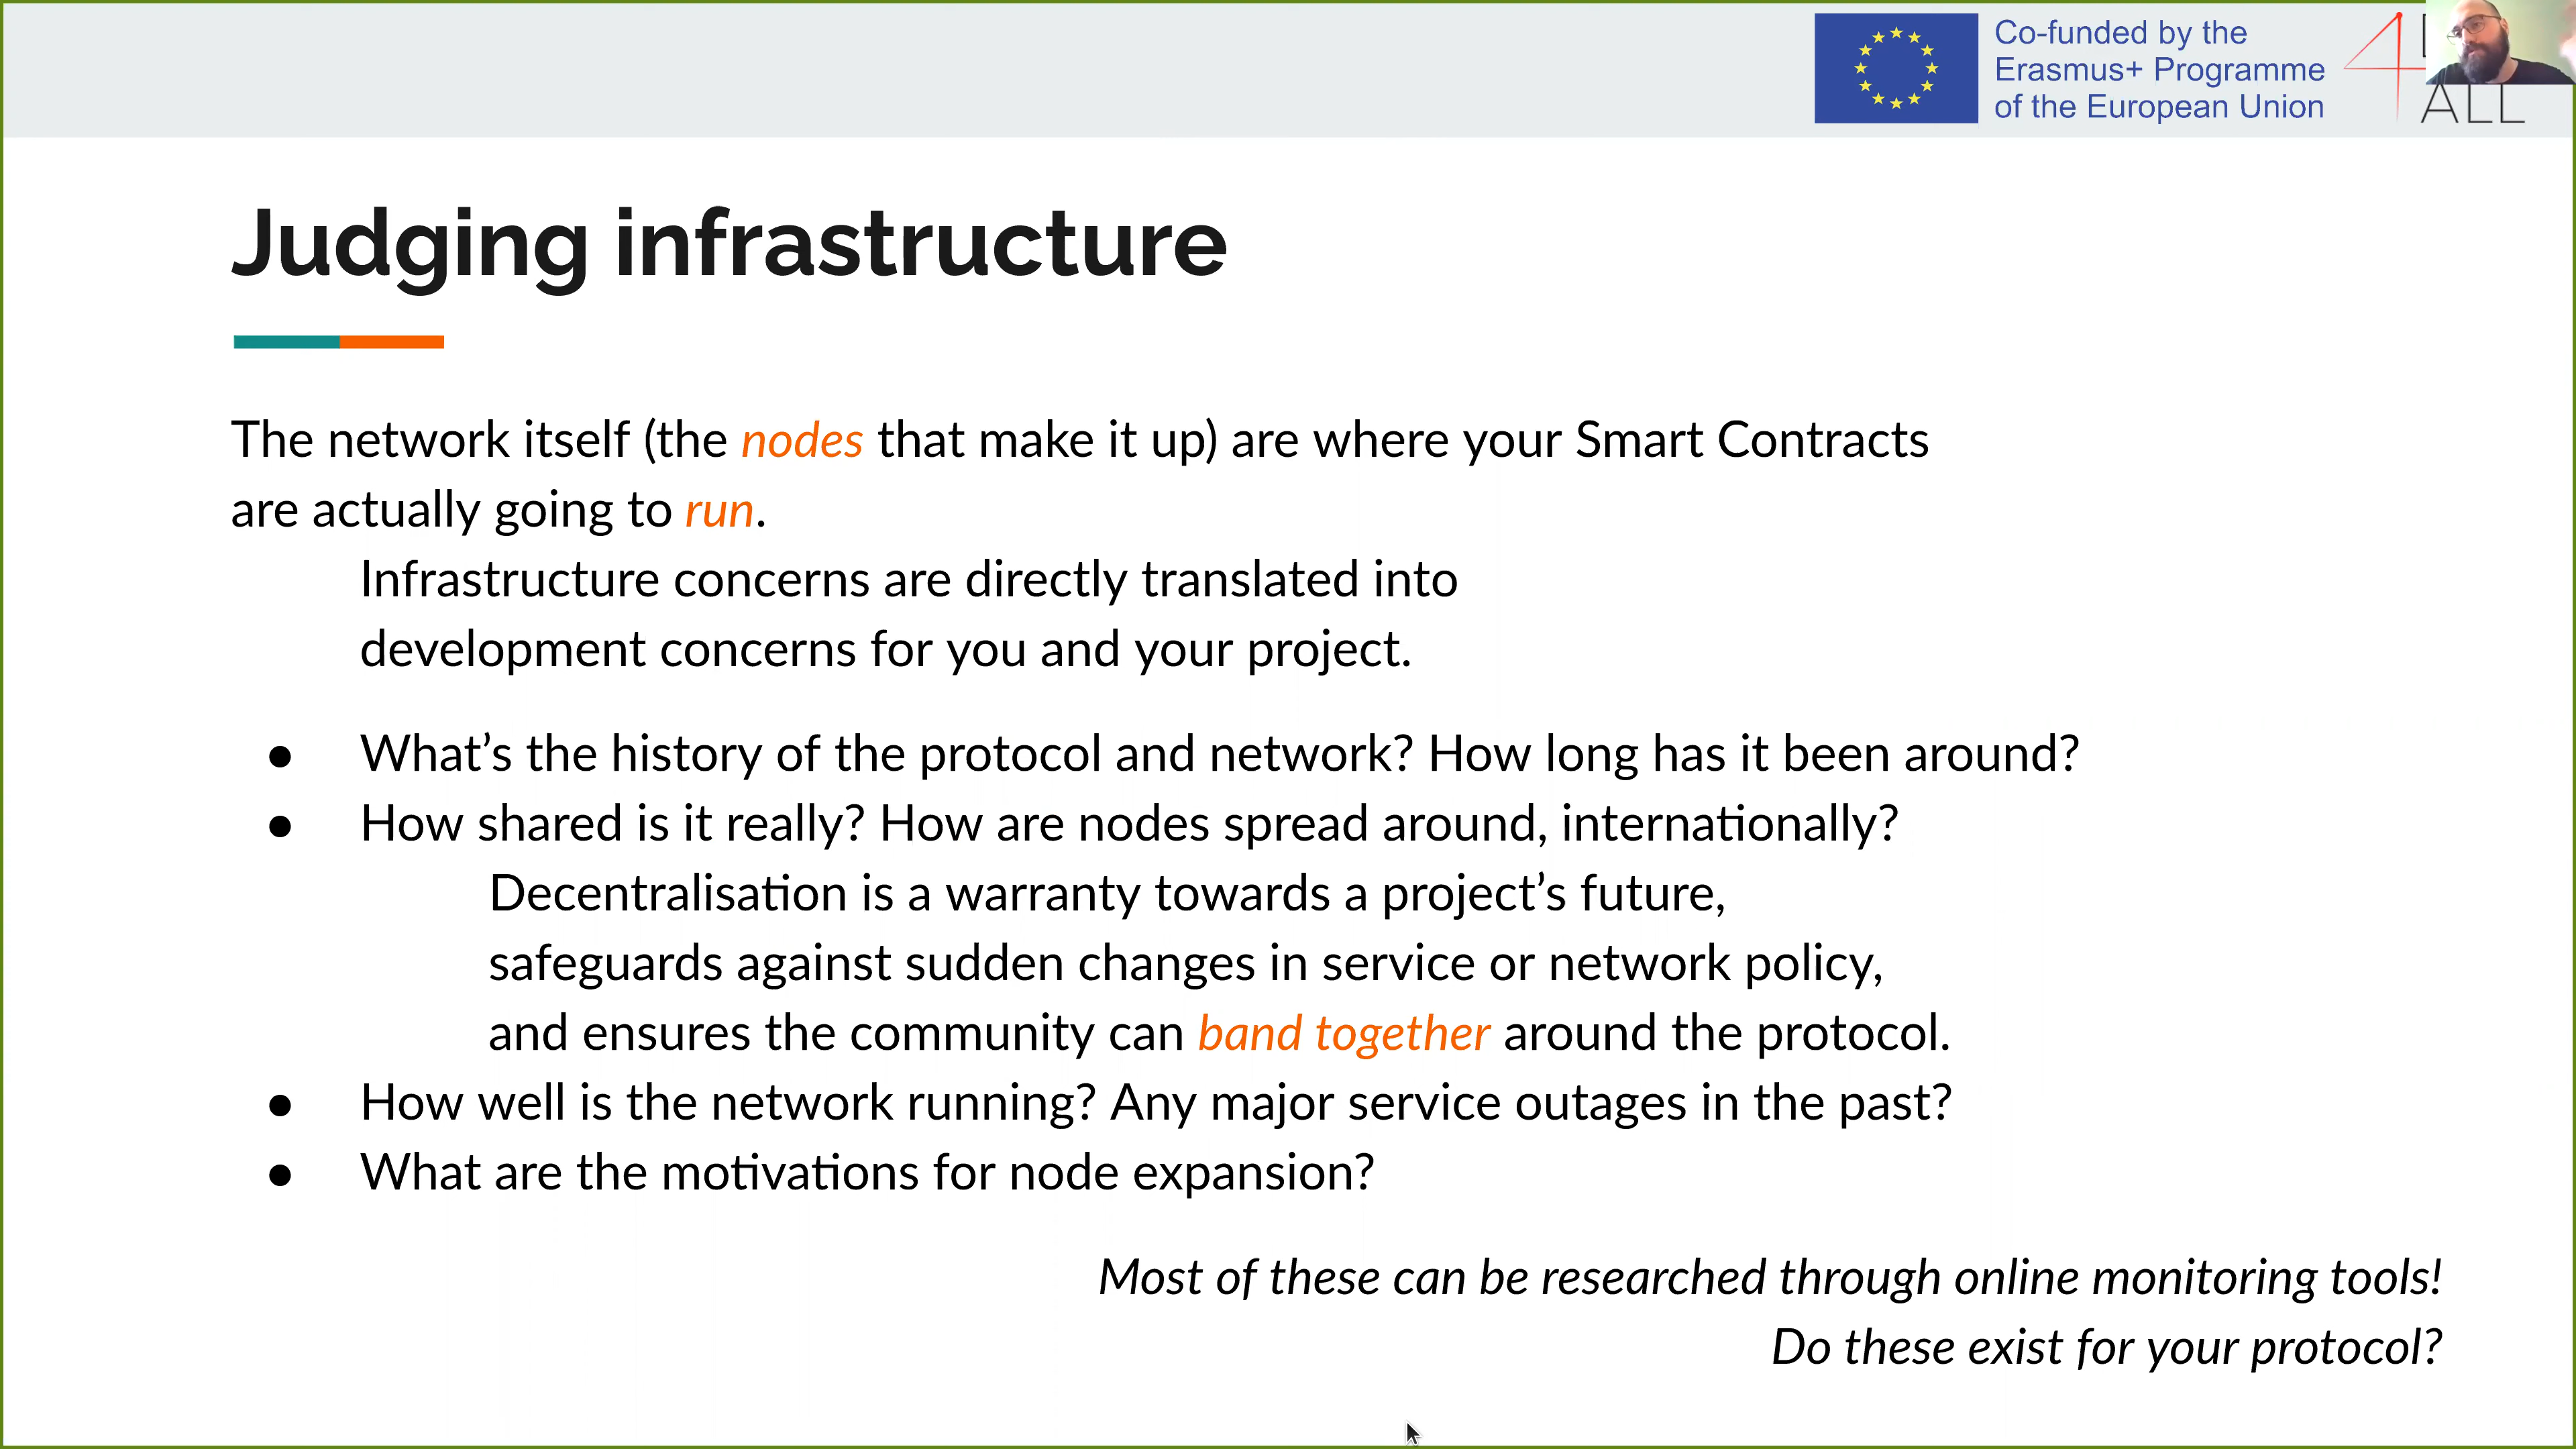 Co-funded by the
Erasmus+ Programme
of the European Union
4
ALL
Judging infrastructure
The network itself (the nodes that make it up) are where your Smart Contracts
are actually going to run.
Infrastructure concerns are directly translated into
development concerns for you and your project.
● What’s the history of the protocol and network? How long has it been around?
● How shared is it really? How are nodes spread around, internationally?
Decentralisation is a warranty towards a project’s future,
safeguards against sudden changes in service or network policy,
and ensures the community can band together around the protocol.
● How well is the network running? Any major service outages in the past?
● What are the motivations for node expansion?
Most of these can be researched through online monitoring tools!
Do these exist for your protocol?